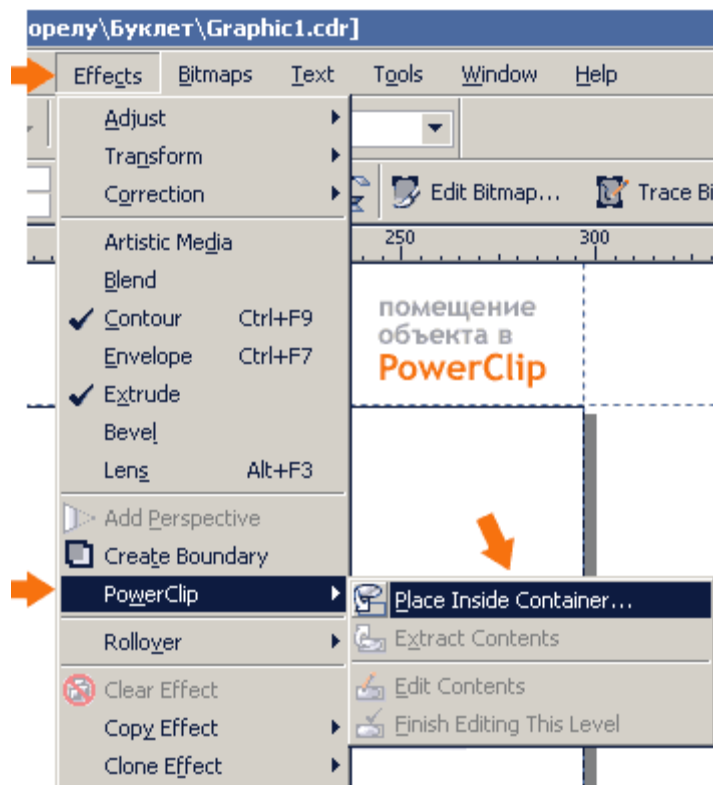 орелу\Буклет\Graphic1.cdr]
Effects Bitmaps Text Tools Window Help
Adjust
Transform
Correction
Edit Bitmap... Trace Bi
250 300
Artistic Media
Blend
Contour Ctrl+F9
Envelope Ctrl+F7
Extrude
Bevel
Lens Alt+F3
помещение
объекта в
PowerClip
Add Perspective
Create Boundary
PowerClip
Place Inside Container...
Extract Contents
Edit Contents
Finish Editing This Level
Rollover
Clear Effect
Copy Effect
Clone Effect